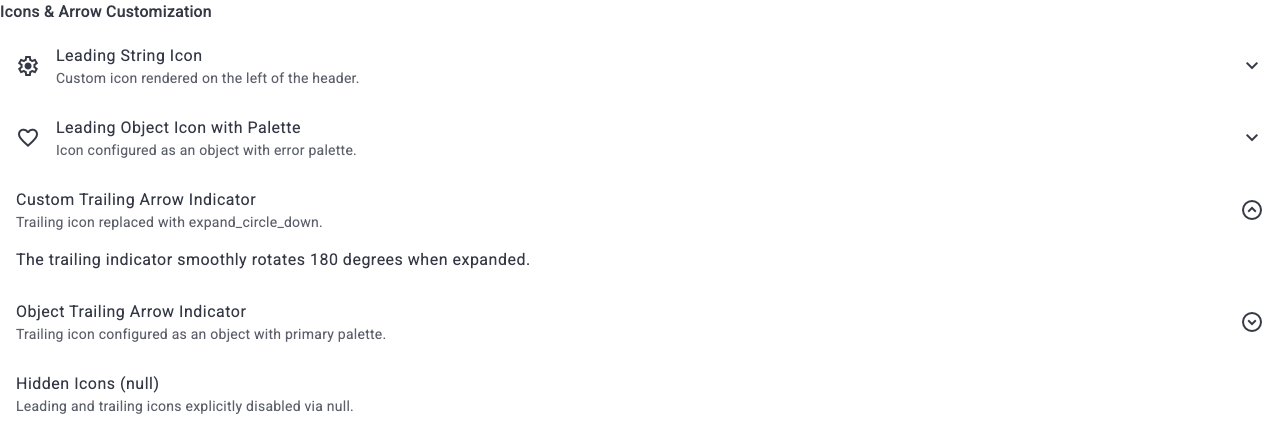 Icons & Arrow Customization
Leading String Icon
Custom icon rendered on the left of the header.
Leading Object Icon with Palette
Icon configured as an object with error palette.
Custom Trailing Arrow Indicator
Trailing icon replaced with expand_circle_down.
The trailing indicator smoothly rotates 180 degrees when expanded.
Object Trailing Arrow Indicator
Trailing icon configured as an object with primary palette.
Hidden Icons (null)
Leading and trailing icons explicitly disabled via null.